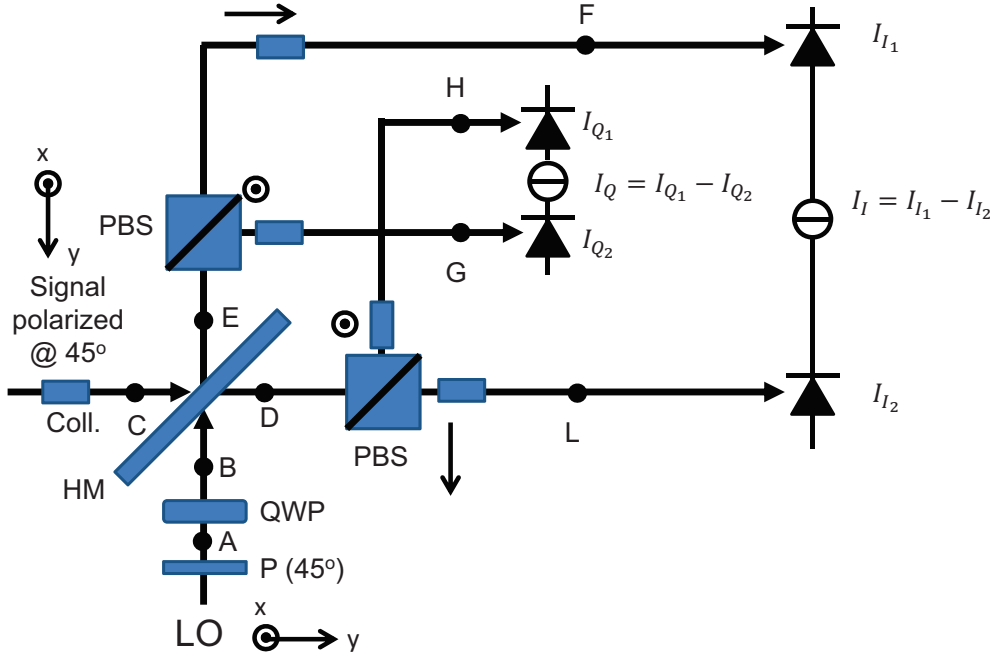 F
I_{I_1}
H
I_{Q_1}
x
PBS
I_Q = I_{Q_1} − I_{Q_2}
I_I = I_{I_1} − I_{I_2}
y
I_{Q_2}
G
Signal
polarized
@ 45°
E
C
D
Coll.
L
I_{I_2}
PBS
HM
B
QWP
A
P (45°)
x
LO
y